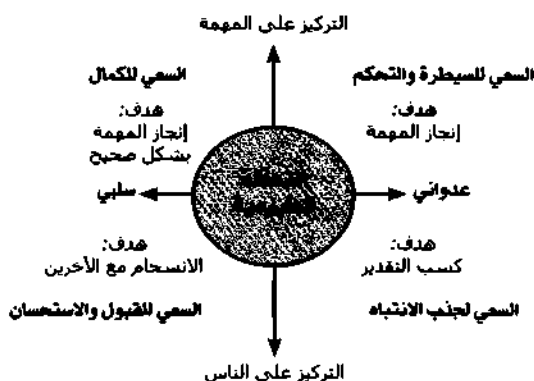 التركيز على المهمة
السعي للسيطرة والتحكم
السعي للكمال
هدف:
إنجاز المهمة
هدف:
إنجاز المهمة
بشكل صحيح
عدواني
سلبي
هدف:
كسب التقدير
هدف:
الانسجام مع الأخرين
السعي لجذب الانتباه
السعي للقبول والاستحسان
التركيز على الناس